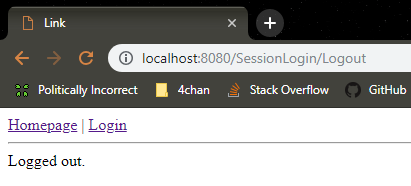 Link
localhost:8080/SessionLogin/Logout
Politically Incorrect 4chan Stack Overflow GitHub
Homepage | Login
Logged out.